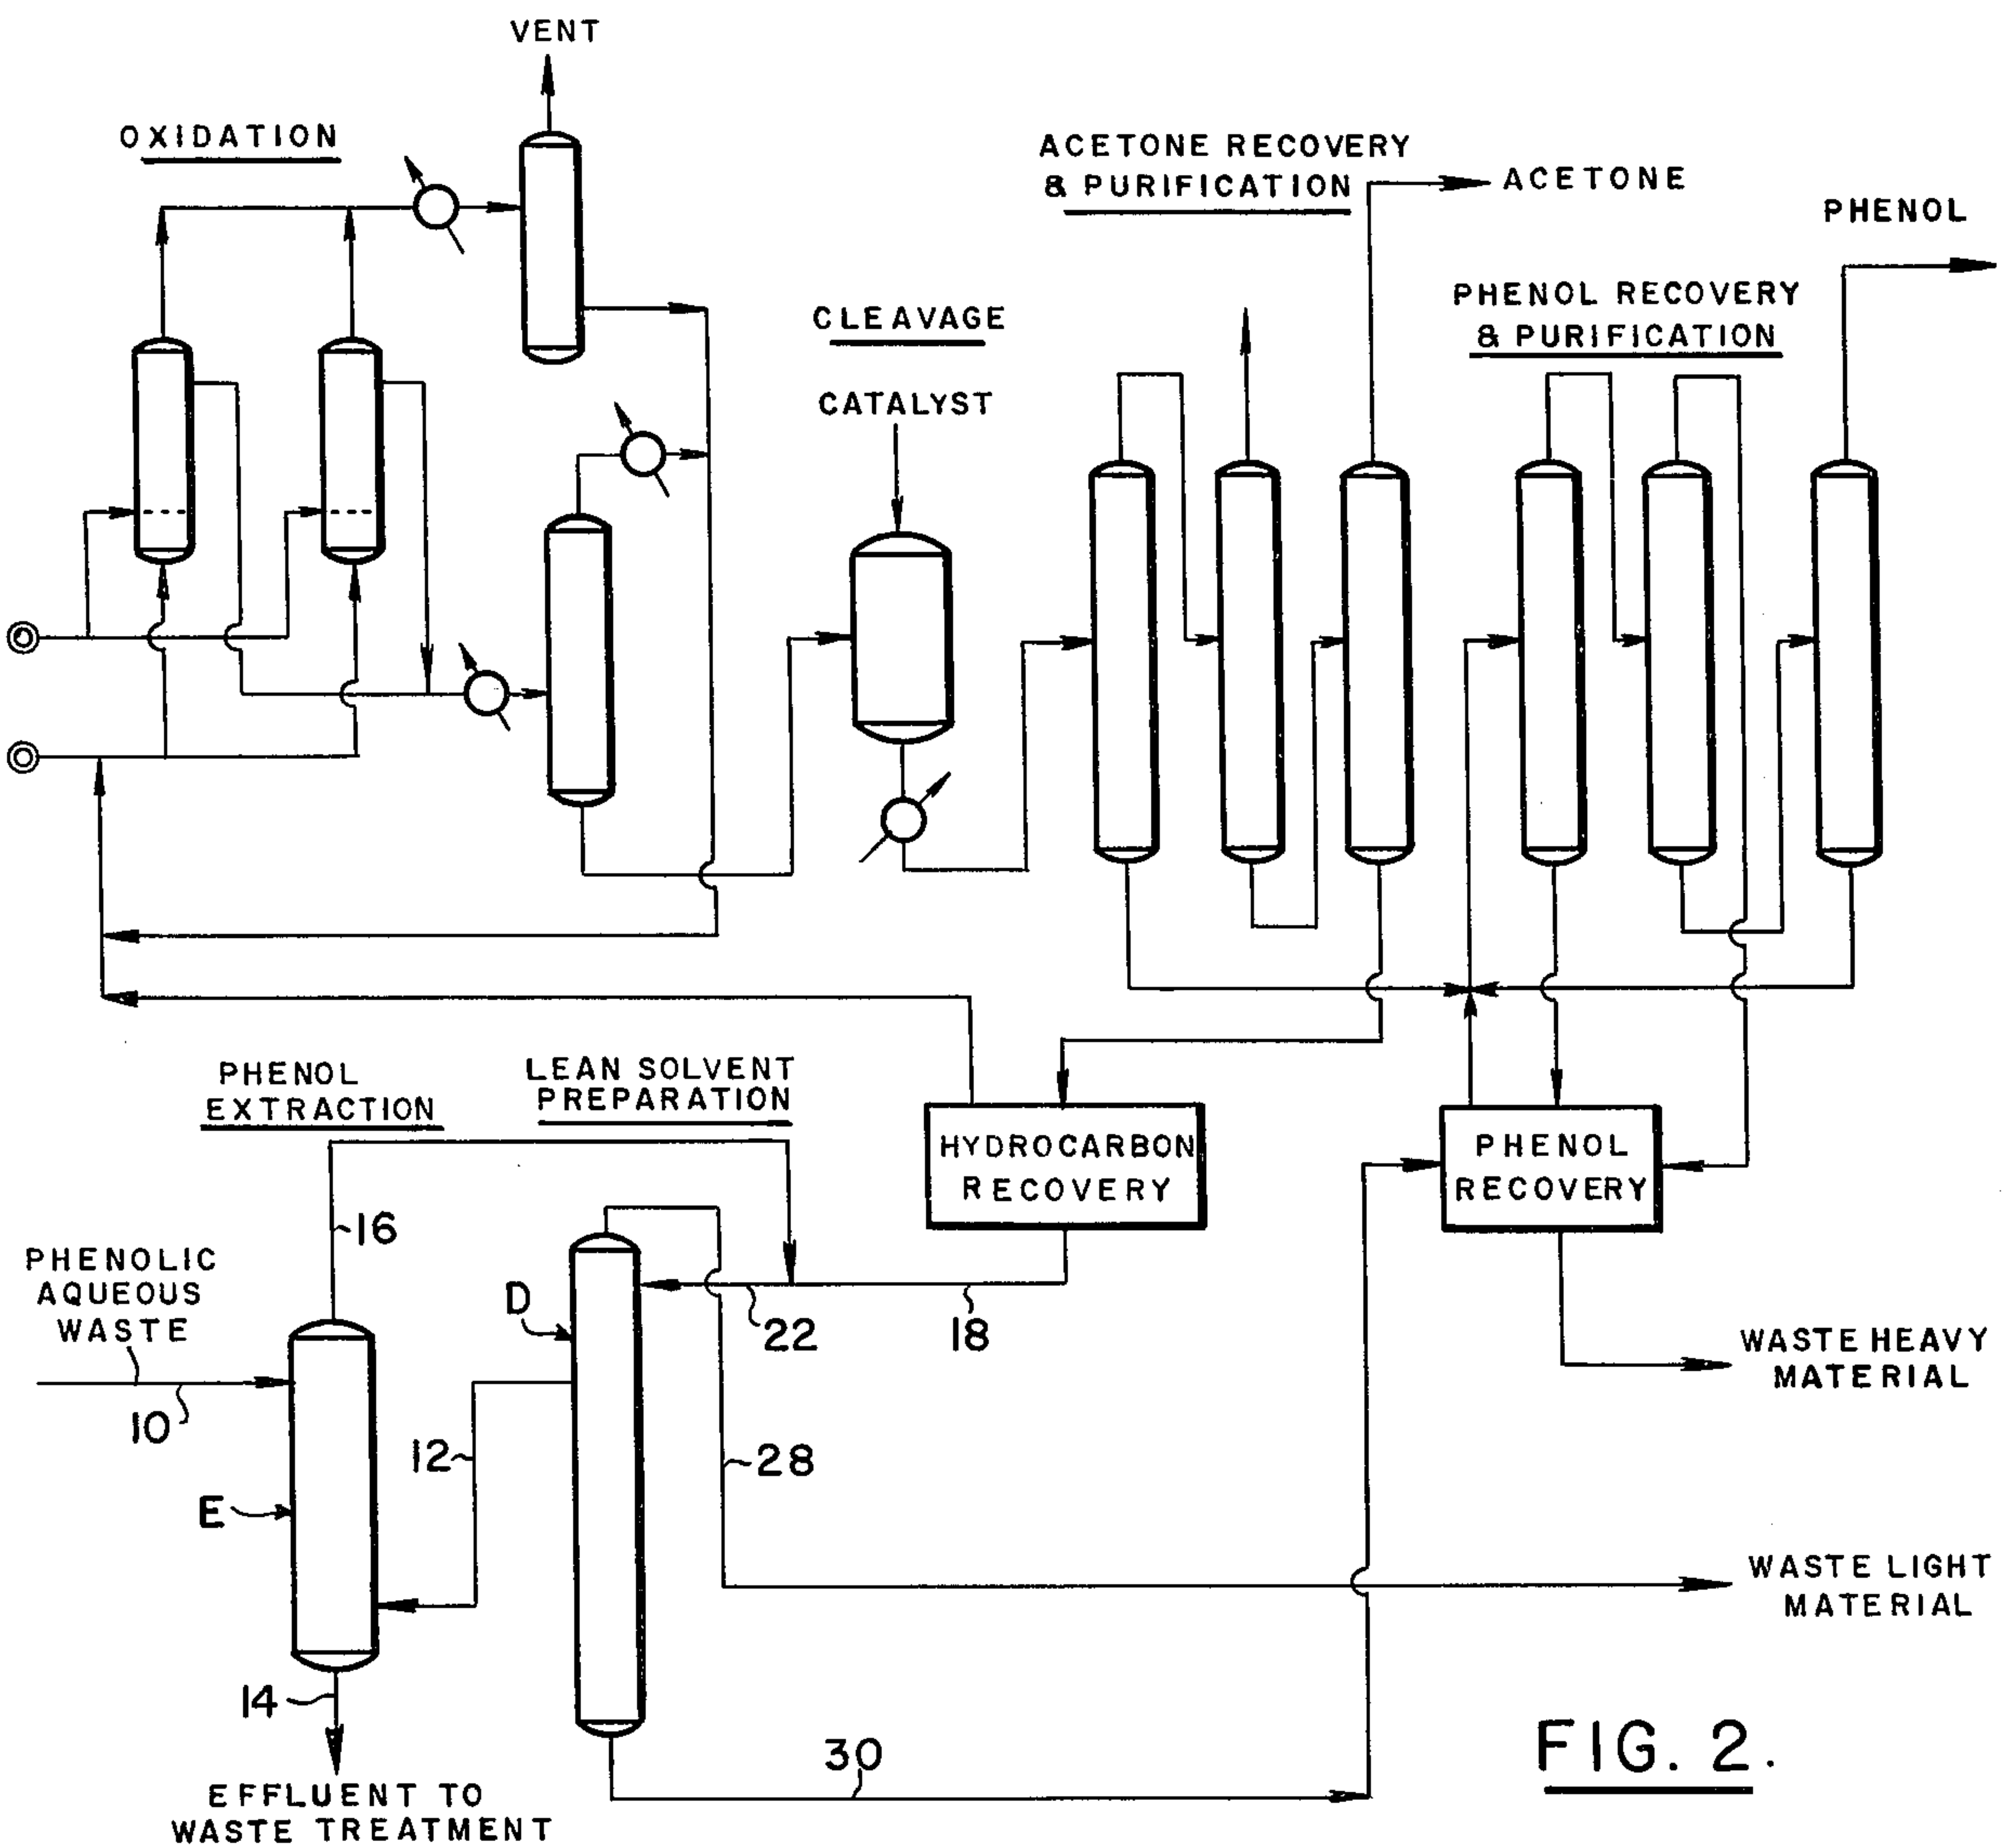 VENT
OXIDATION
ACETONE RECOVERY
& PURIFICATION
ACETONE
PHENOL
PHENOL RECOVERY
& PURIFICATION
CLEAVAGE
CATALYST
PHENOL
EXTRACTION
LEAN SOLVENT
PREPARATION
HYDROCARBON
RECOVERY
PHENOL
RECOVERY
16
PHENOLIC
AQUEOUS
WASTE
10
D
22
18
WASTE HEAVY
MATERIAL
12
28
E
WASTE LIGHT
MATERIAL
14
30
EFFLUENT TO
WASTE TREATMENT
FIG. 2.